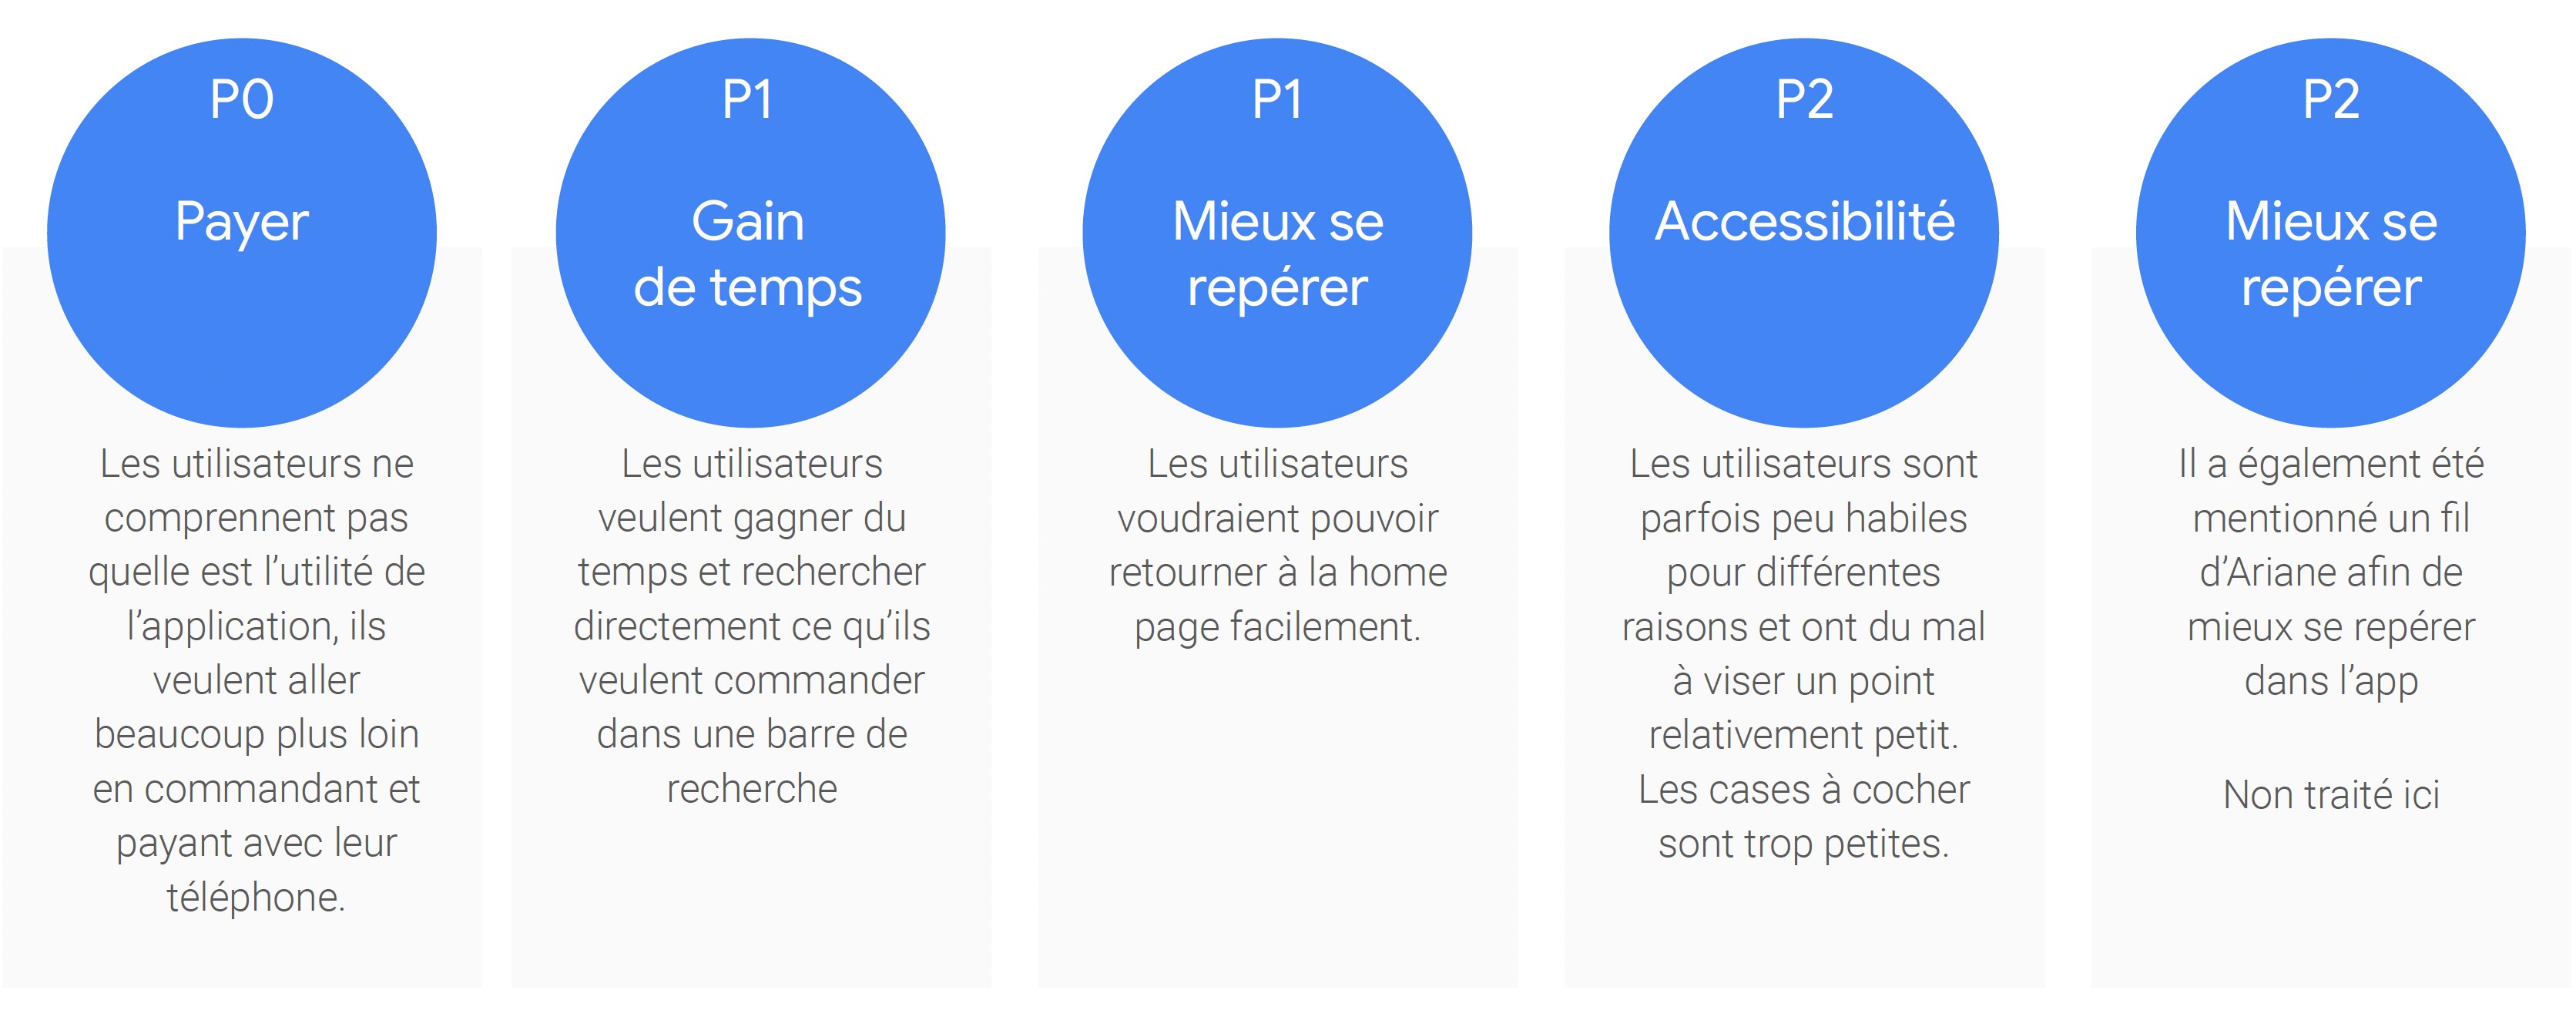 P0
Payer
Les utilisateurs ne
comprennent pas
quelle est l’utilité de
l’application, ils
veulent aller
beaucoup plus loin
en commandant et
payant avec leur
téléphone.
P1
Gain
de temps
Les utilisateurs
veulent gagner du
temps et rechercher
directement ce qu’ils
veulent commander
dans une barre de
recherche
P1
Mieux se
repérer
Les utilisateurs
voudraient pouvoir
retourner à la home
page facilement.
P2
Accessibilité
Les utilisateurs sont
parfois peu habiles
pour différentes
raisons et ont du mal
à viser un point
relativement petit.
Les cases à cocher
sont trop petites.
P2
Mieux se
repérer
Il a également été
mentionné un fil
d’Ariane afin de
mieux se repérer
dans l’app
Non traité ici